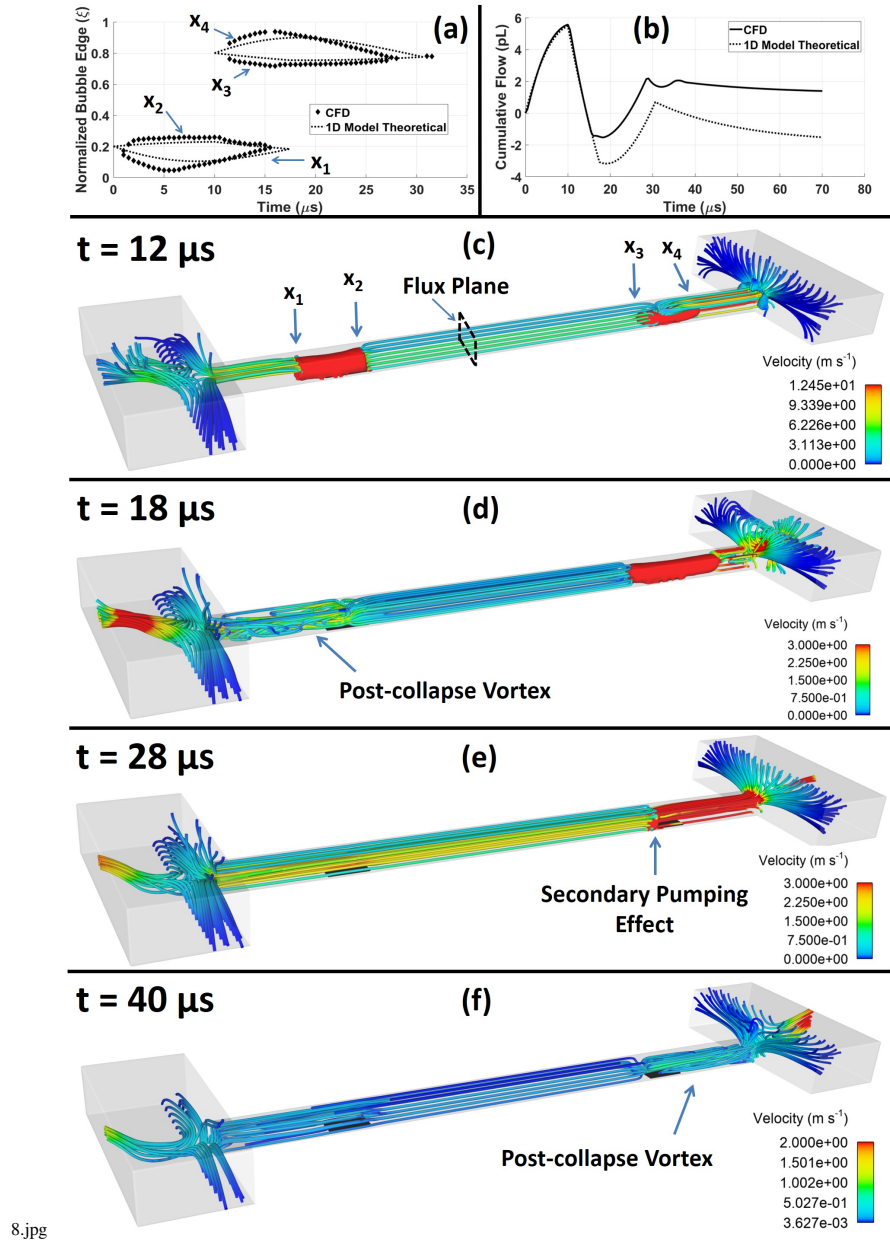 (a)
Normalized Bubble Edge (ξ)
1
0.8
0.6
0.4
0.2
0
0 5 10 15 20 25 30 35
Time (μs)
x4
x3
x2
x1
CFD
1D Model Theoretical
(b)
Cumulative Flow (pL)
6
4
2
0
-2
-4
0 10 20 30 40 50 60 70 80
Time (μs)
CFD
1D Model Theoretical
t = 12 μs
(c)
x1
x2
Flux Plane
x3
x4
Velocity (m s⁻¹)
1.245e+01
9.339e+00
6.226e+00
3.113e+00
0.000e+00
t = 18 μs
(d)
Post-collapse Vortex
Velocity (m s⁻¹)
3.000e+00
2.250e+00
1.500e+00
7.500e-01
0.000e+00
t = 28 μs
(e)
Secondary Pumping
Effect
Velocity (m s⁻¹)
3.000e+00
2.250e+00
1.500e+00
7.500e-01
0.000e+00
t = 40 μs
(f)
Post-collapse Vortex
Velocity (m s⁻¹)
2.000e+00
1.501e+00
1.002e+00
5.027e-01
3.627e-03
8.jpg